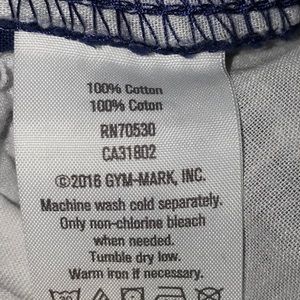 100% Cotton
100% Coton
RN70530
CA31802
©2016 GYM-MARK, INC.
Machine wash cold separately.
Only non-chlorine bleach
when needed.
Tumble dry low.
Warm iron if necessary.